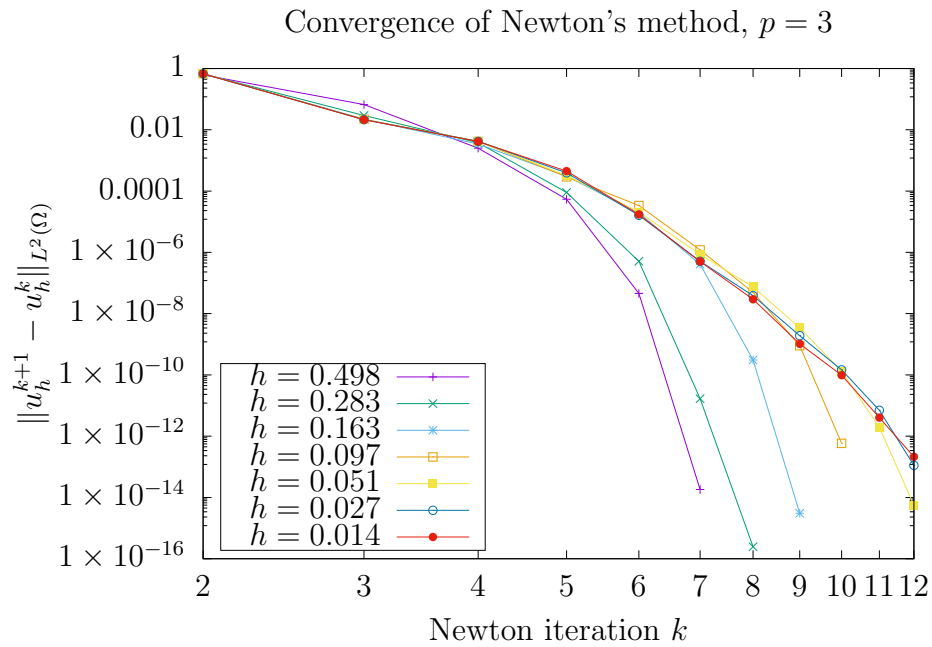 Convergence of Newton's method, p = 3
1
0.01
0.0001
1 × 10⁻⁶
1 × 10⁻⁸
1 × 10⁻¹⁰
1 × 10⁻¹²
1 × 10⁻¹⁴
1 × 10⁻¹⁶
‖u_h^{k+1} − u_h^k‖_{L²(Ω)}
h = 0.498
h = 0.283
h = 0.163
h = 0.097
h = 0.051
h = 0.027
h = 0.014
2 3 4 5 6 7 8 9 10 11 12
Newton iteration k